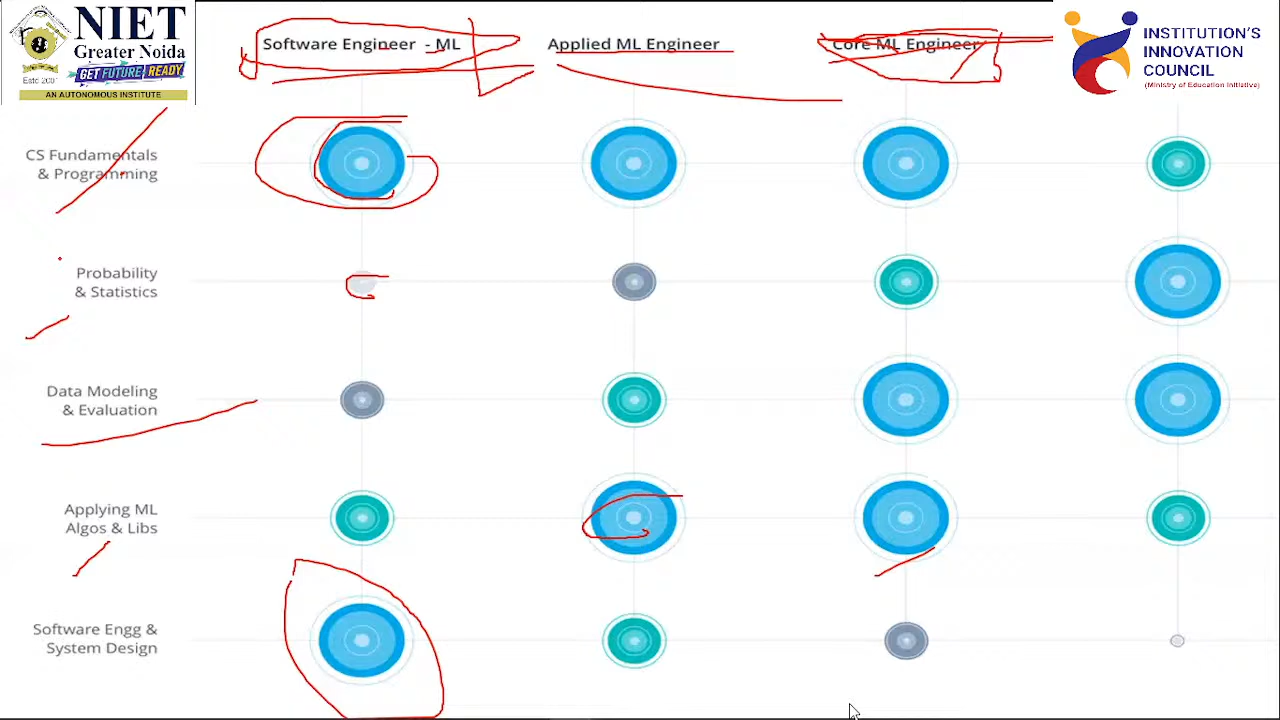 NIET
Greater Noida
Estd 2001
GET FUTURE READY
AN AUTONOMOUS INSTITUTE
Software Engineer - ML
Applied ML Engineer
Core ML Engineer
INSTITUTION'S
INNOVATION
COUNCIL
(Ministry of Education Initiative)
CS Fundamentals
& Programming
Probability
& Statistics
Data Modeling
& Evaluation
Applying ML
Algos & Libs
Software Engg &
System Design